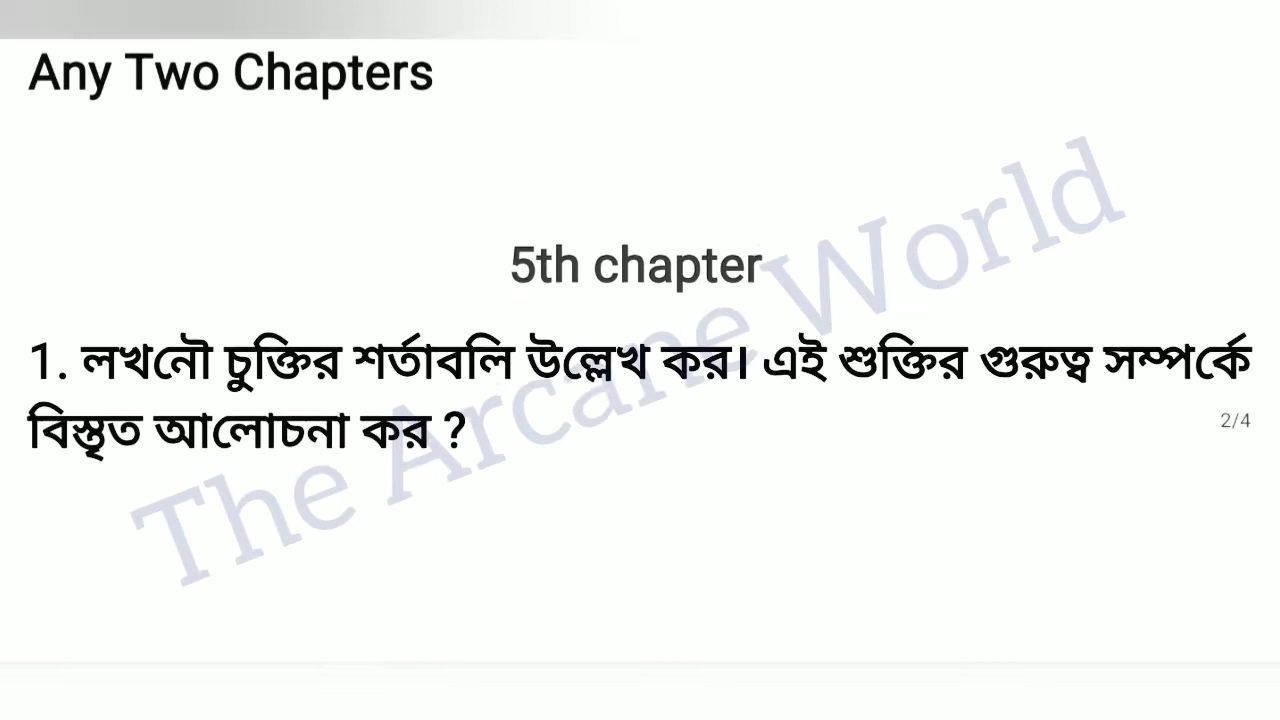 Any Two Chapters
5th chapter
1. লখনৌ চুক্তির শর্তাবলি উল্লেখ কর। এই শুক্তির গুরুত্ব সম্পর্কে
বিস্তৃত আলোচনা কর ?
2/4
The Arcane World